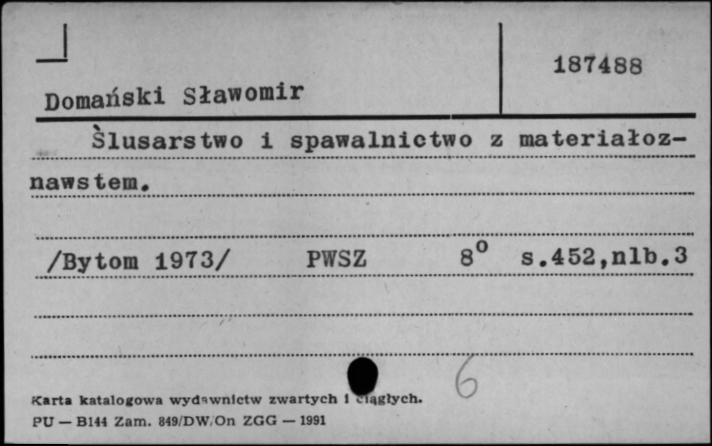 187488
Domański Sławomir
Ślusarstwo i spawalnictwo z materiałoz-
nawstem.
/Bytom 1973/ PWSZ 8o s.452,nlb.3
6
Karta katalogowa wydawnictw zwartych i ciągłych.
PU — B144 Zam. 849/DW/On ZGG — 1991